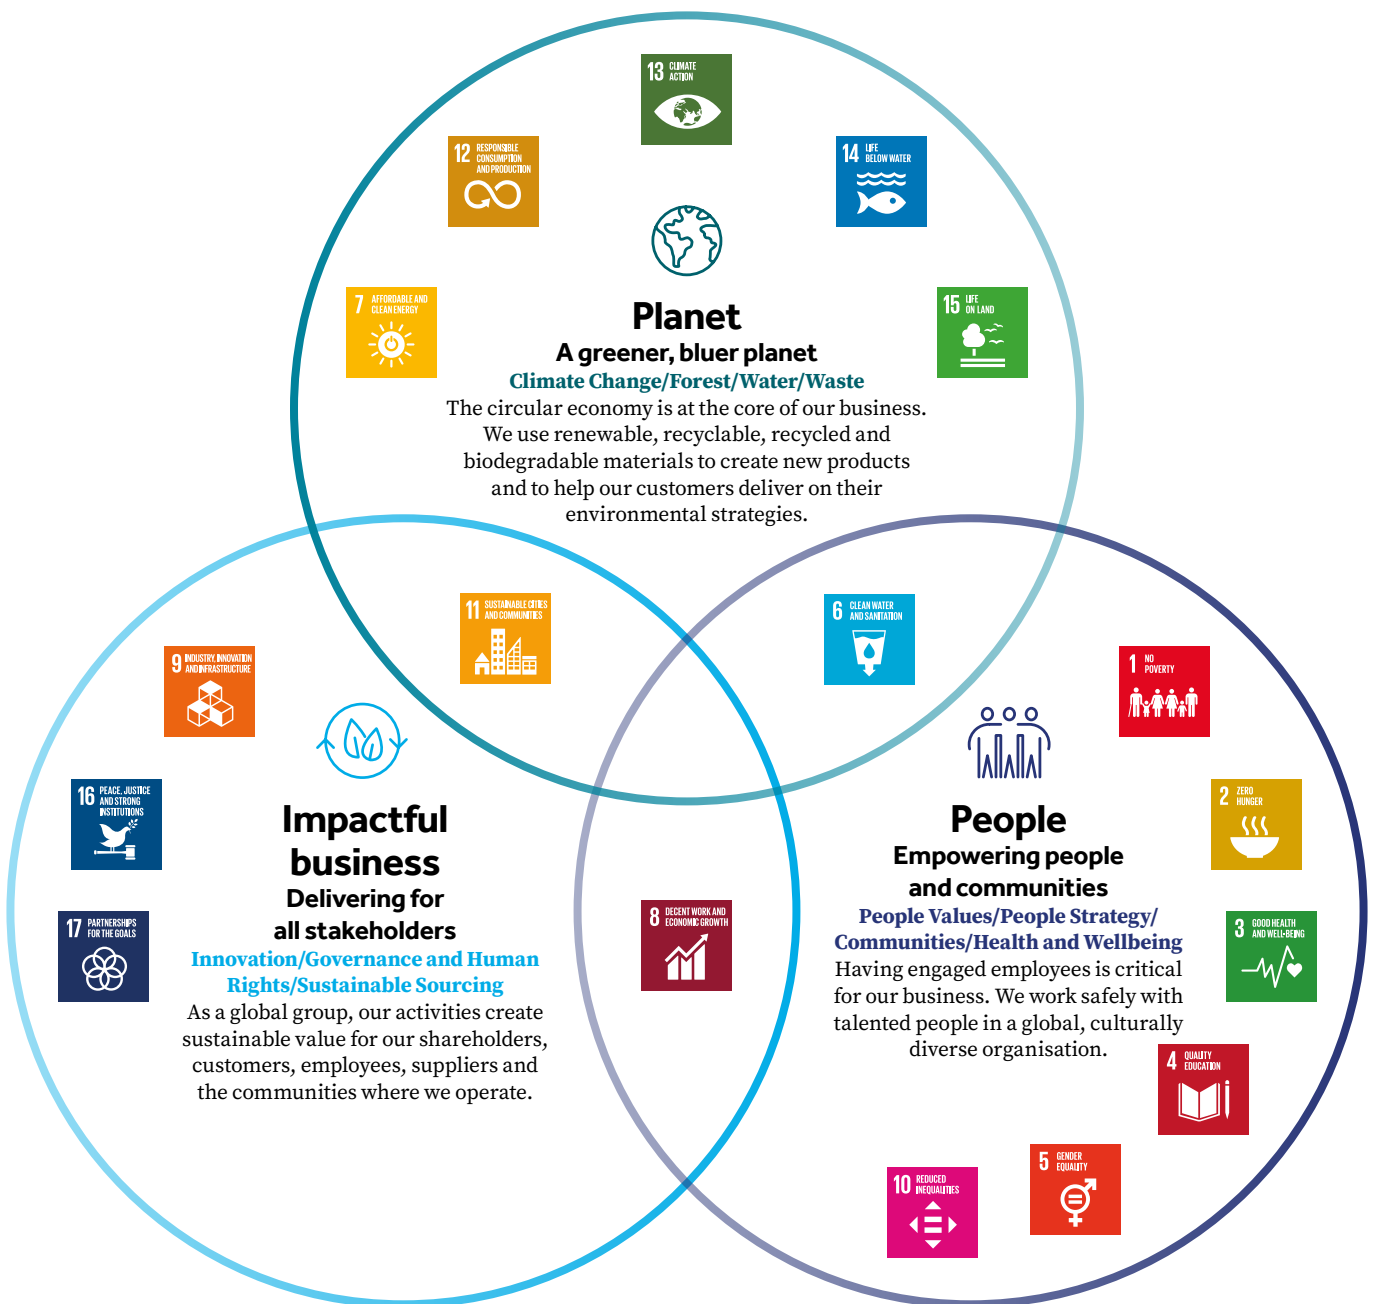 13 CLIMATE
ACTION
12 RESPONSIBLE
CONSUMPTION
AND PRODUCTION
14 LIFE
BELOW WATER
7 AFFORDABLE AND
CLEAN ENERGY
15 LIFE
ON LAND
Planet
A greener, bluer planet
Climate Change/Forest/Water/Waste
The circular economy is at the core of our business.
We use renewable, recyclable, recycled and
biodegradable materials to create new products
and to help our customers deliver on their
environmental strategies.
11 SUSTAINABLE CITIES
AND COMMUNITIES
6 CLEAN WATER
AND SANITATION
9 INDUSTRY, INNOVATION
AND INFRASTRUCTURE
16 PEACE, JUSTICE
AND STRONG
INSTITUTIONS
17 PARTNERSHIPS
FOR THE GOALS
Impactful
business
Delivering for
all stakeholders
Innovation/Governance and Human
Rights/Sustainable Sourcing
As a global group, our activities create
sustainable value for our shareholders,
customers, employees, suppliers and
the communities where we operate.
8 DECENT WORK AND
ECONOMIC GROWTH
1 NO
POVERTY
2 ZERO
HUNGER
People
Empowering people
and communities
People Values/People Strategy/
Communities/Health and Wellbeing
Having engaged employees is critical
for our business. We work safely with
talented people in a global, culturally
diverse organisation.
3 GOOD HEALTH
AND WELL-BEING
4 QUALITY
EDUCATION
5 GENDER
EQUALITY
10 REDUCED
INEQUALITIES